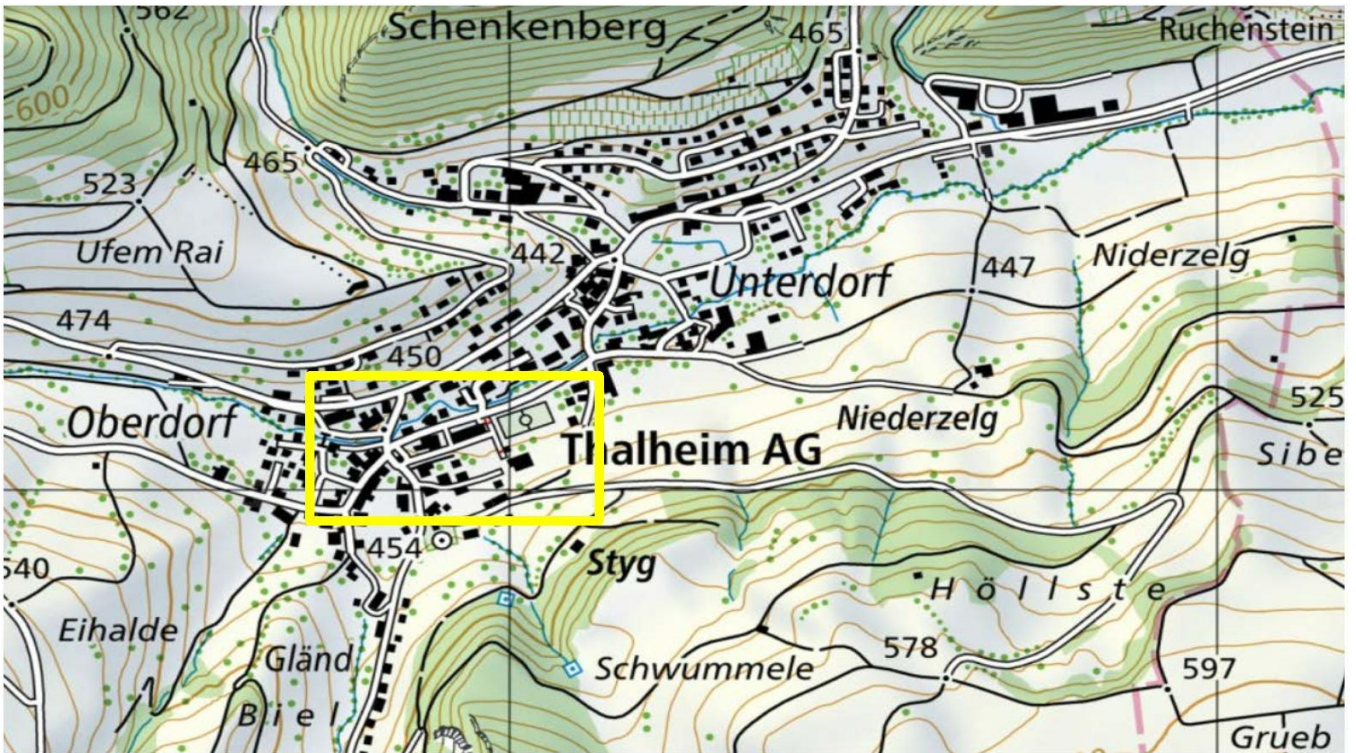 562
Schenkenberg
465
Ruchenstein
600
465
523
Ufem Rai
442
Unterdorf
447
Niderzelg
474
450
Oberdorf
Thalheim AG
Niederzelg
525
Sibe
454
Styg
540
Höllste
Eihalde
Gländ
578
Schwummele
597
Biel
Grueb